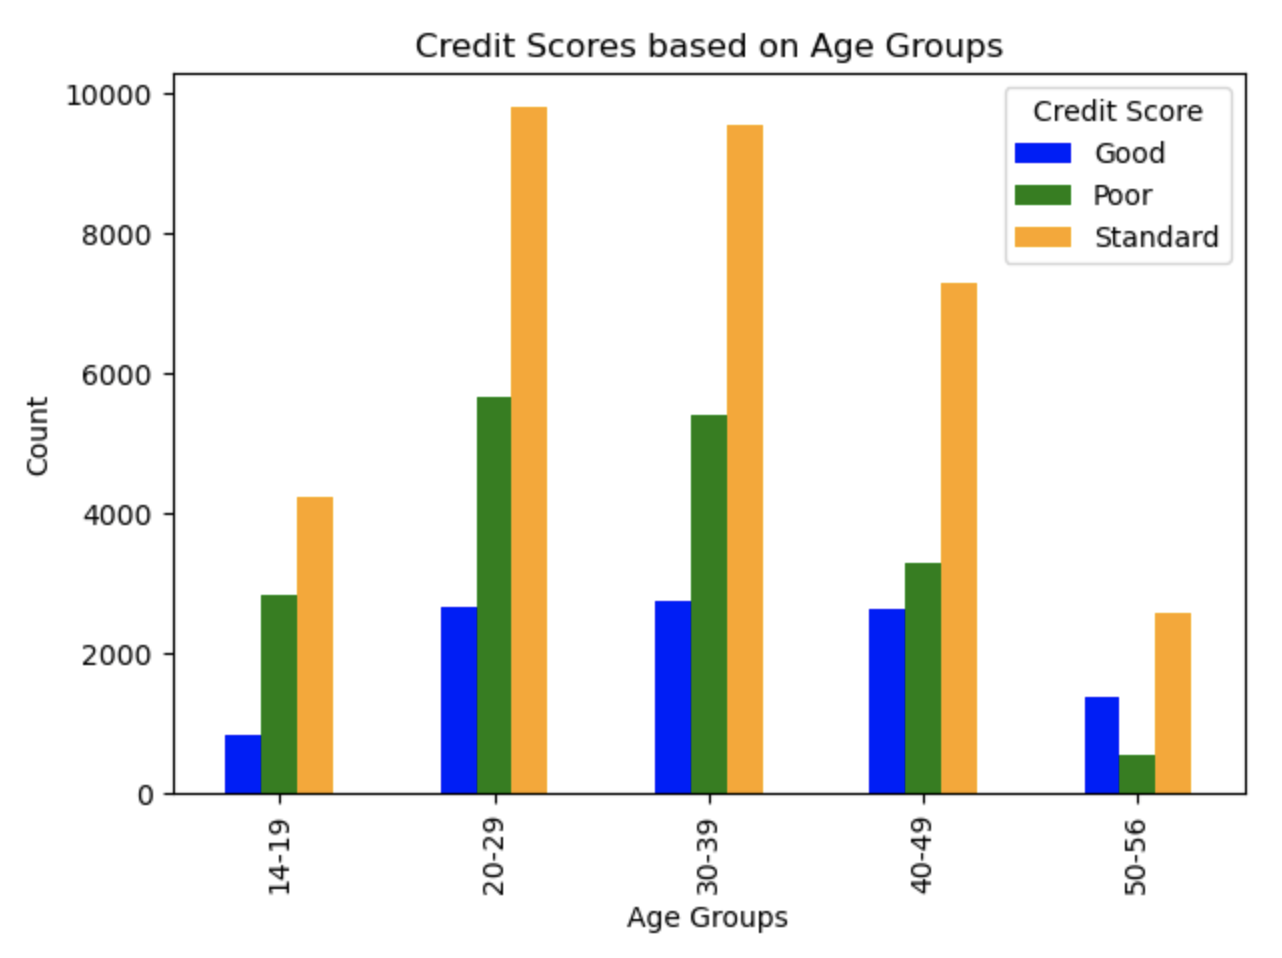 Credit Scores based on Age Groups
10000
8000
6000
4000
2000
0
Count
Credit Score
Good
Poor
Standard
14-19
20-29
30-39
40-49
50-56
Age Groups